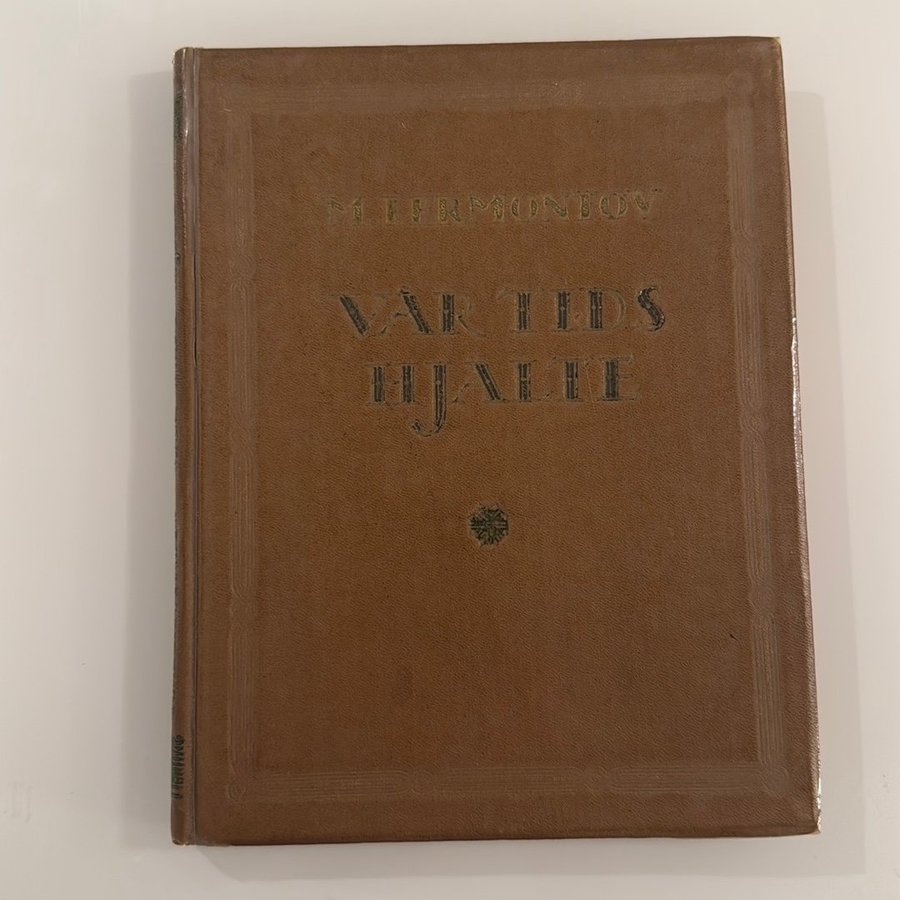 M. LERMONTOV
VÅR TIDS
HJÄLTE